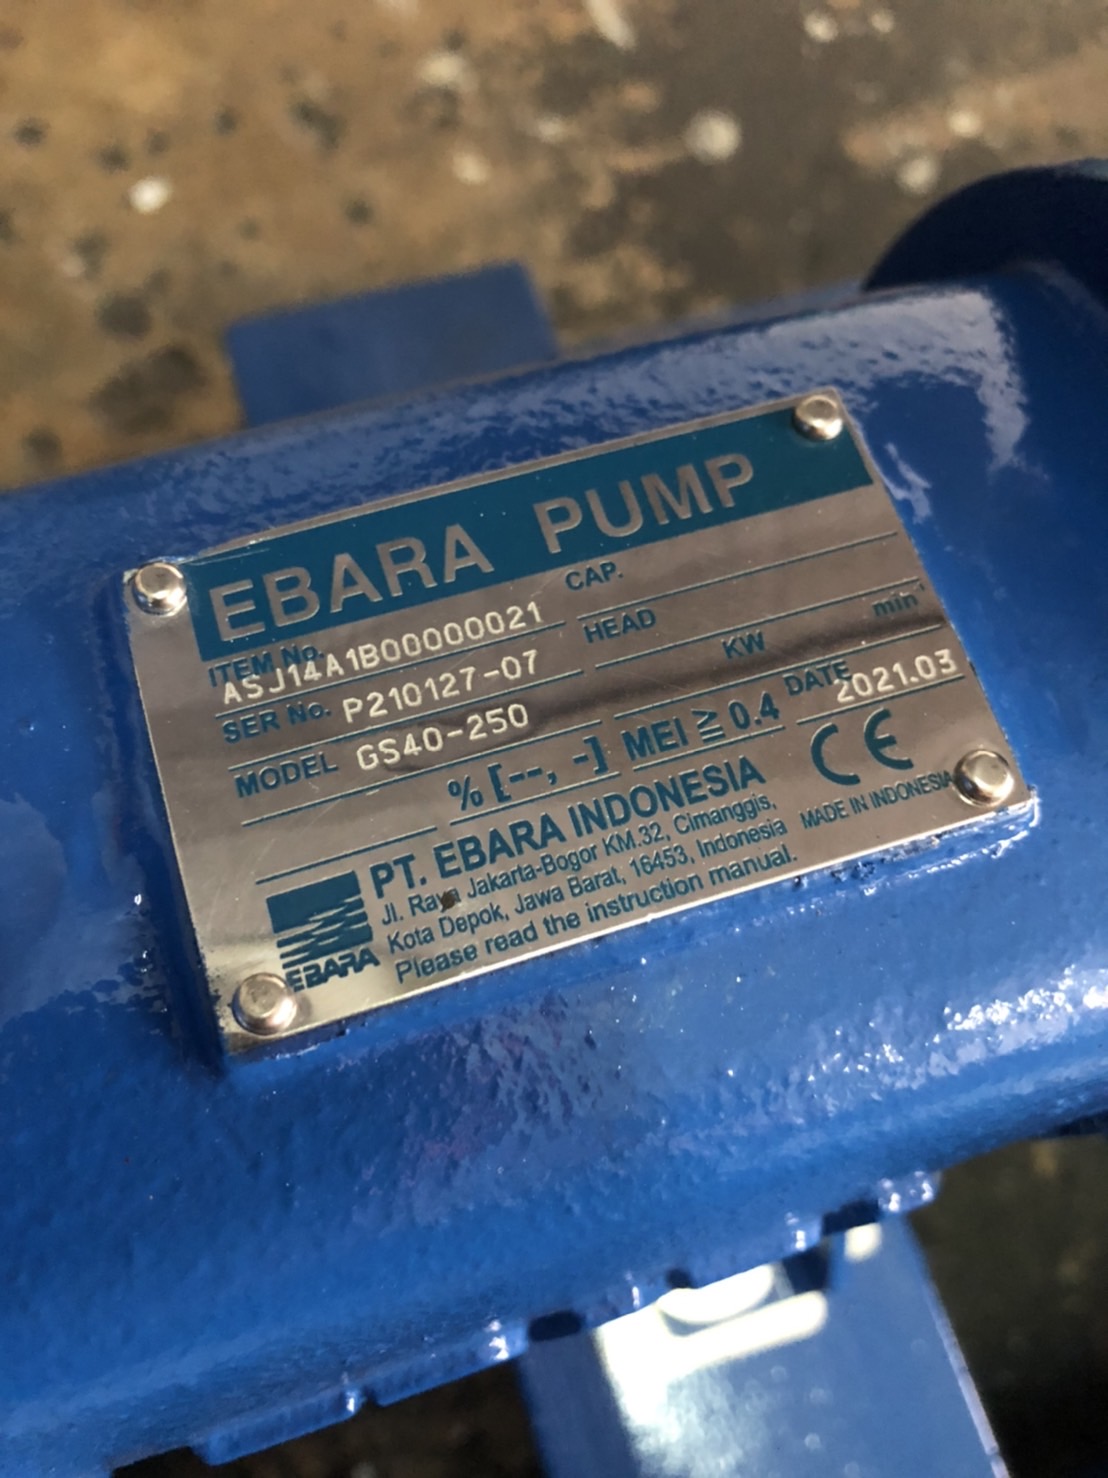 EBARA PUMP
ITEM No. ASJ14A1B00000021 CAP.
SER No. P210127-07 HEAD min⁻¹
MODEL GS40-250 KW DATE 2021.03
% [--, -] MEI ≥ 0.4
PT. EBARA INDONESIA CE
Jl. Raya Jakarta-Bogor KM.32, Cimanggis, MADE IN INDONESIA
Kota Depok, Jawa Barat, 16453, Indonesia
Please read the instruction manual.
EBARA